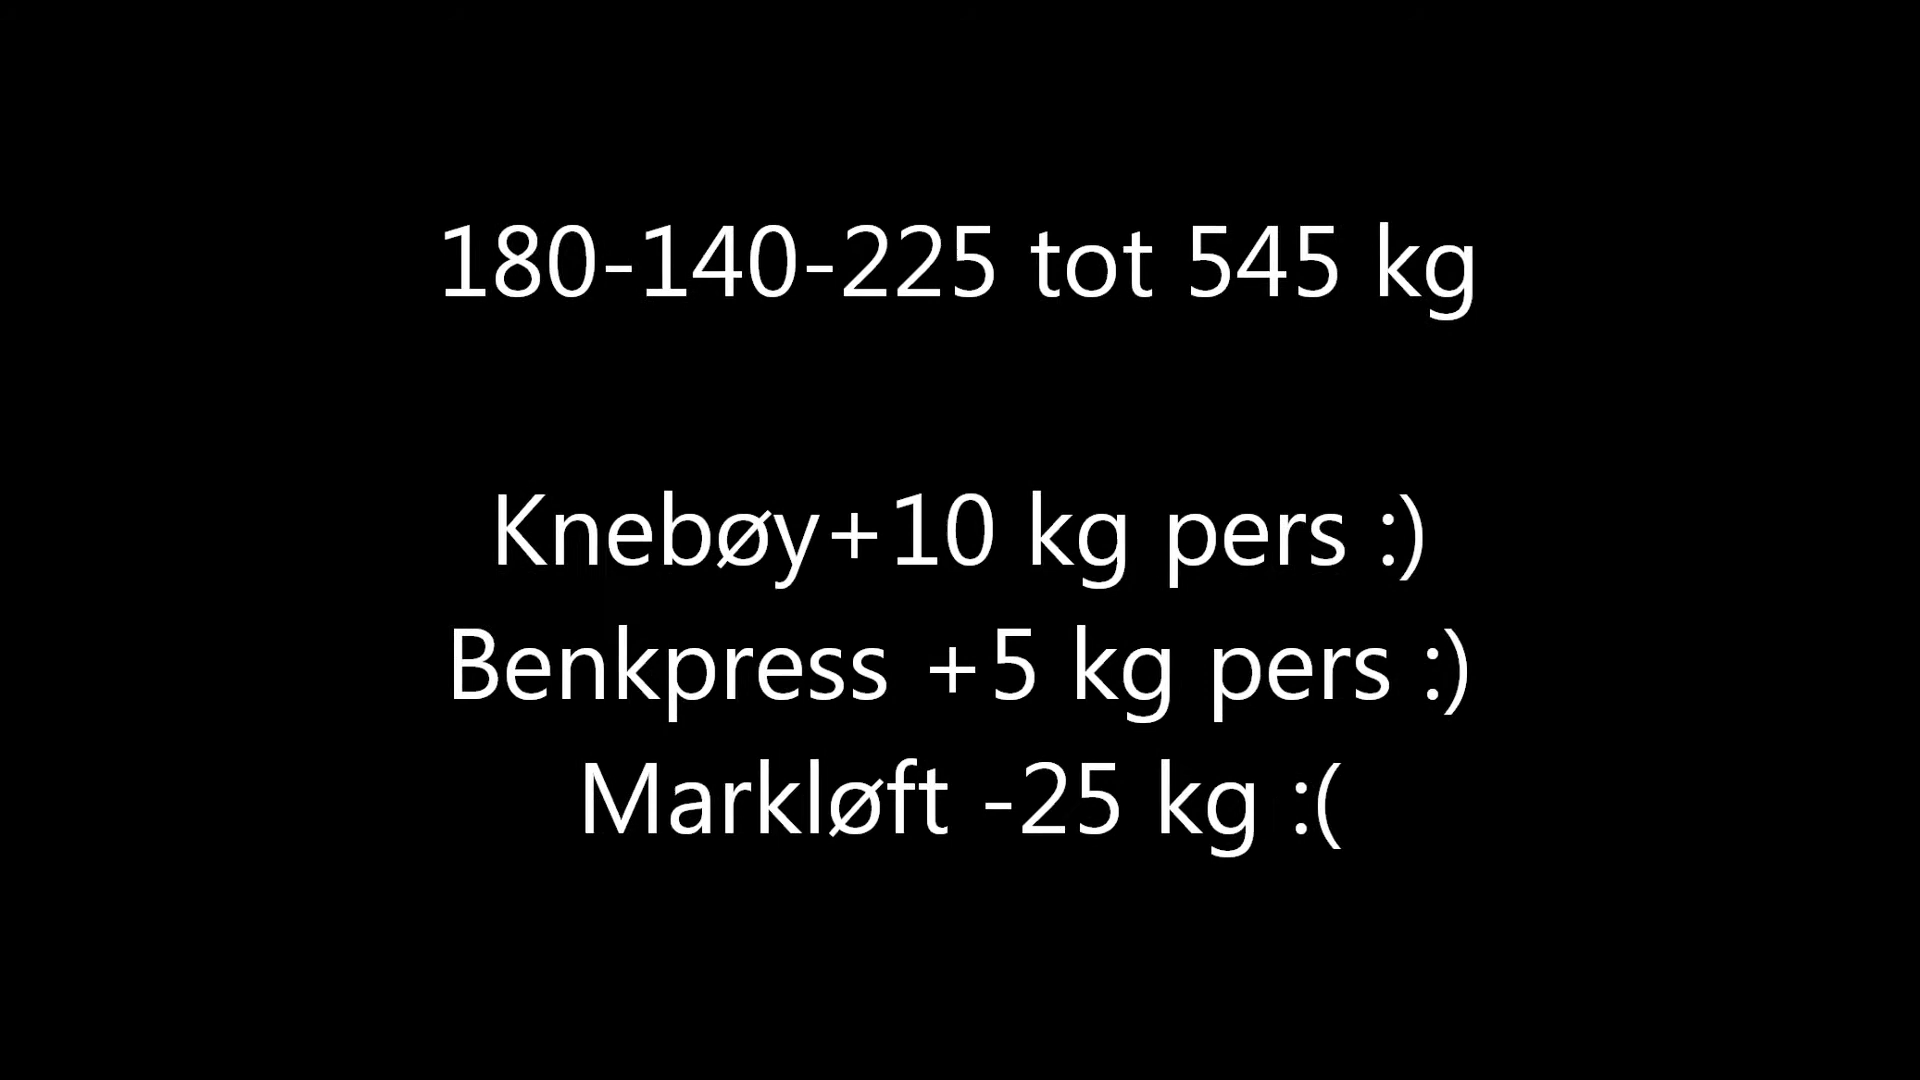 180-140-225 tot 545 kg
Knebøy+10 kg pers :)
Benkpress +5 kg pers :)
Markløft -25 kg :(